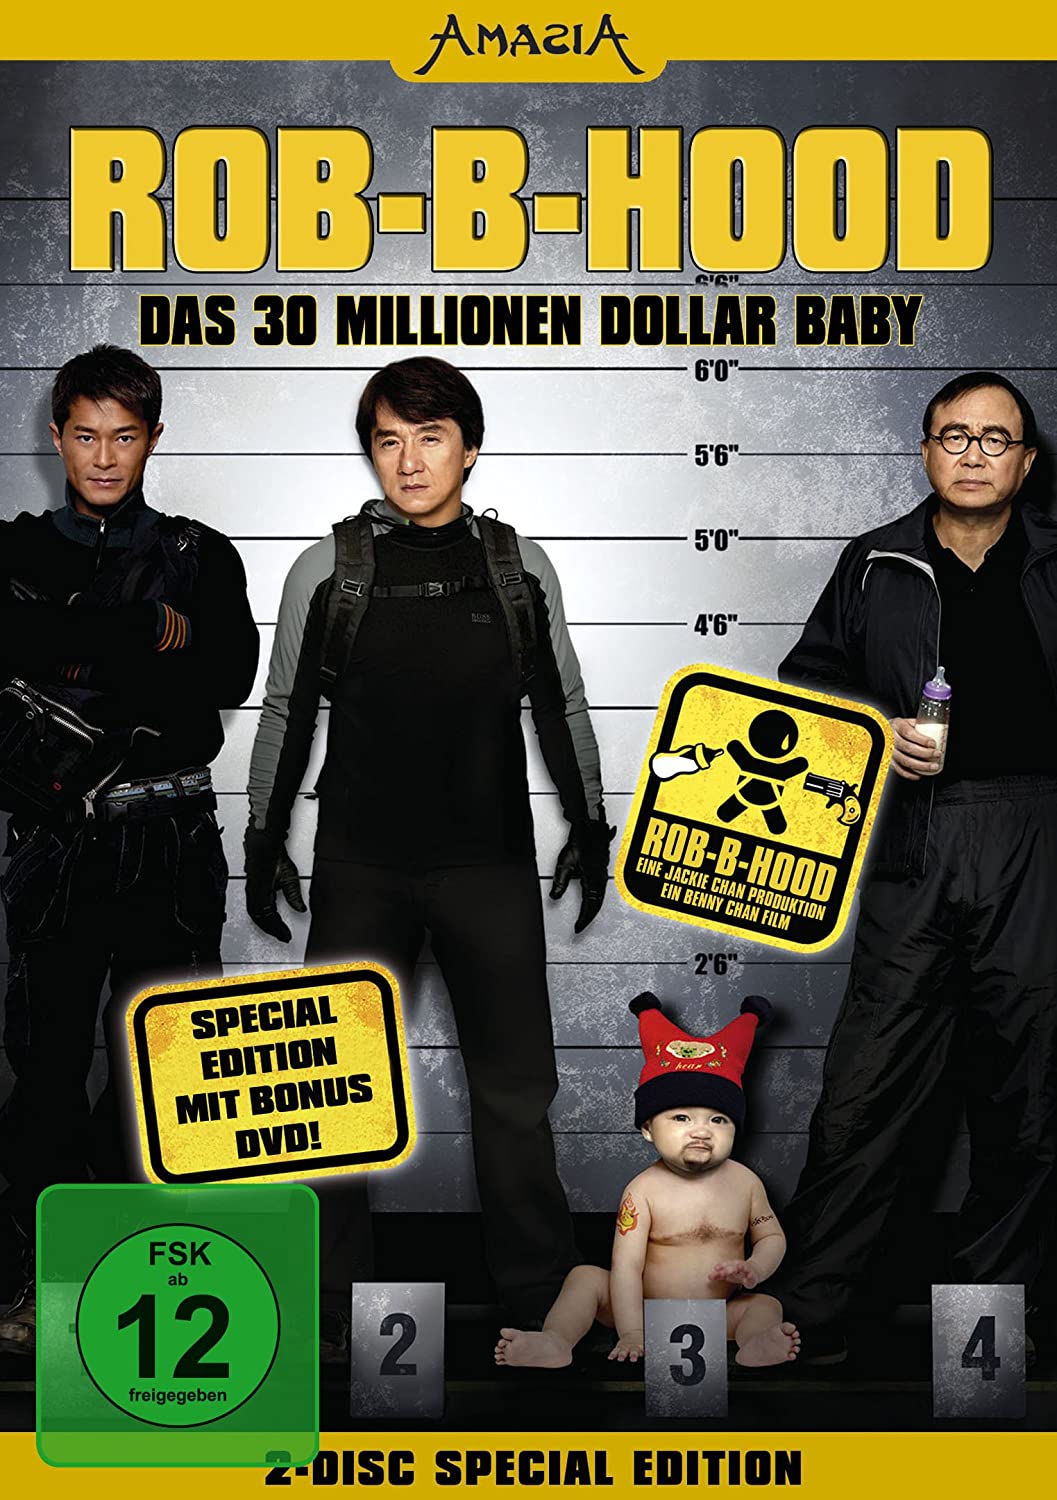 AMASIA
ROB-B-HOOD
DAS 30 MILLIONEN DOLLAR BABY
6'6"
6'0"
5'6"
5'0"
4'6"
BOSS
ROB-B-HOOD
EINE JACKIE CHAN PRODUKTION
EIN BENNY CHAN FILM
2'6"
SPECIAL
EDITION
MIT BONUS
DVD!
bear
FSK
ab
12
freigegeben
2
3
4
2-DISC SPECIAL EDITION